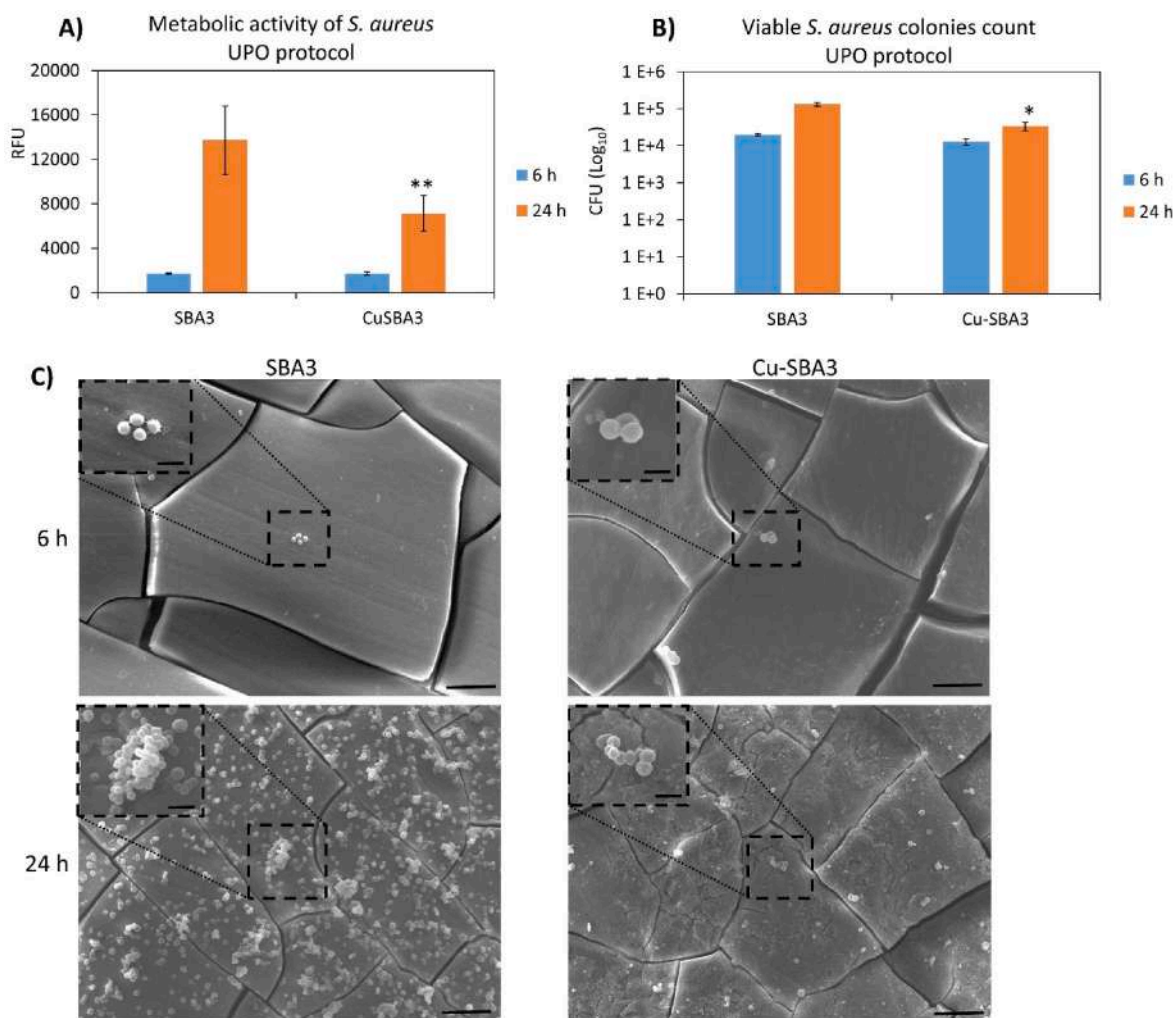 A)
Metabolic activity of S. aureus
UPO protocol
20000
16000
12000
8000
4000
0
RFU
**
SBA3
CuSBA3
6 h
24 h
B)
Viable S. aureus colonies count
UPO protocol
1 E+6
1 E+5
1 E+4
1 E+3
1 E+2
1 E+1
1 E+0
CFU (Log₁₀)
*
SBA3
Cu-SBA3
6 h
24 h
C)
SBA3
Cu-SBA3
6 h
24 h